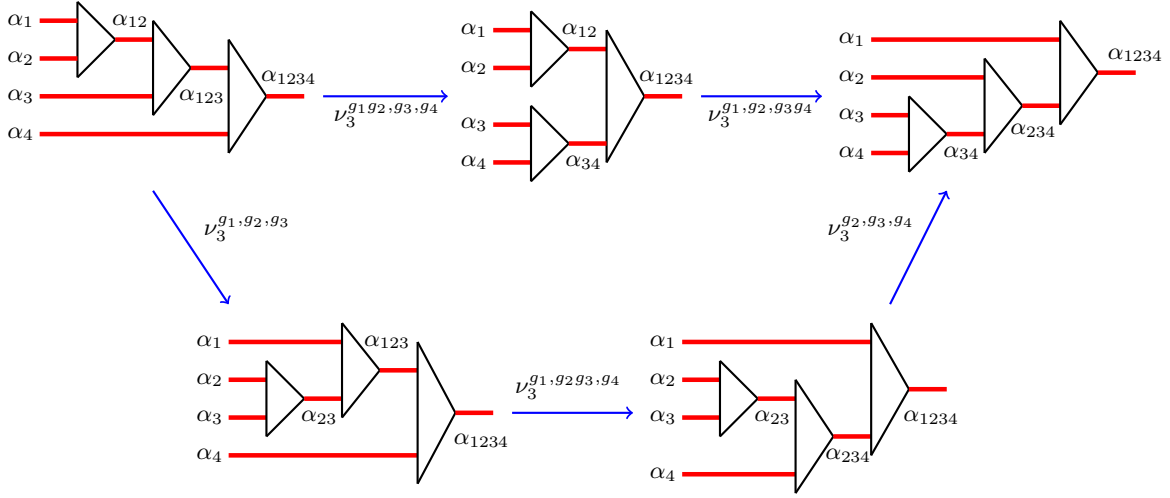 α₁
α₂
α₃
α₄
α₁₂
α₁₂₃
α₁₂₃₄
ν₃^{g₁g₂,g₃,g₄}
α₁
α₂
α₃
α₄
α₁₂
α₃₄
α₁₂₃₄
ν₃^{g₁,g₂,g₃g₄}
α₁
α₂
α₃
α₄
α₃₄
α₂₃₄
α₁₂₃₄
ν₃^{g₁,g₂,g₃}
ν₃^{g₂,g₃,g₄}
α₁
α₂
α₃
α₄
α₂₃
α₁₂₃
α₁₂₃₄
ν₃^{g₁,g₂g₃,g₄}
α₁
α₂
α₃
α₄
α₂₃
α₂₃₄
α₁₂₃₄